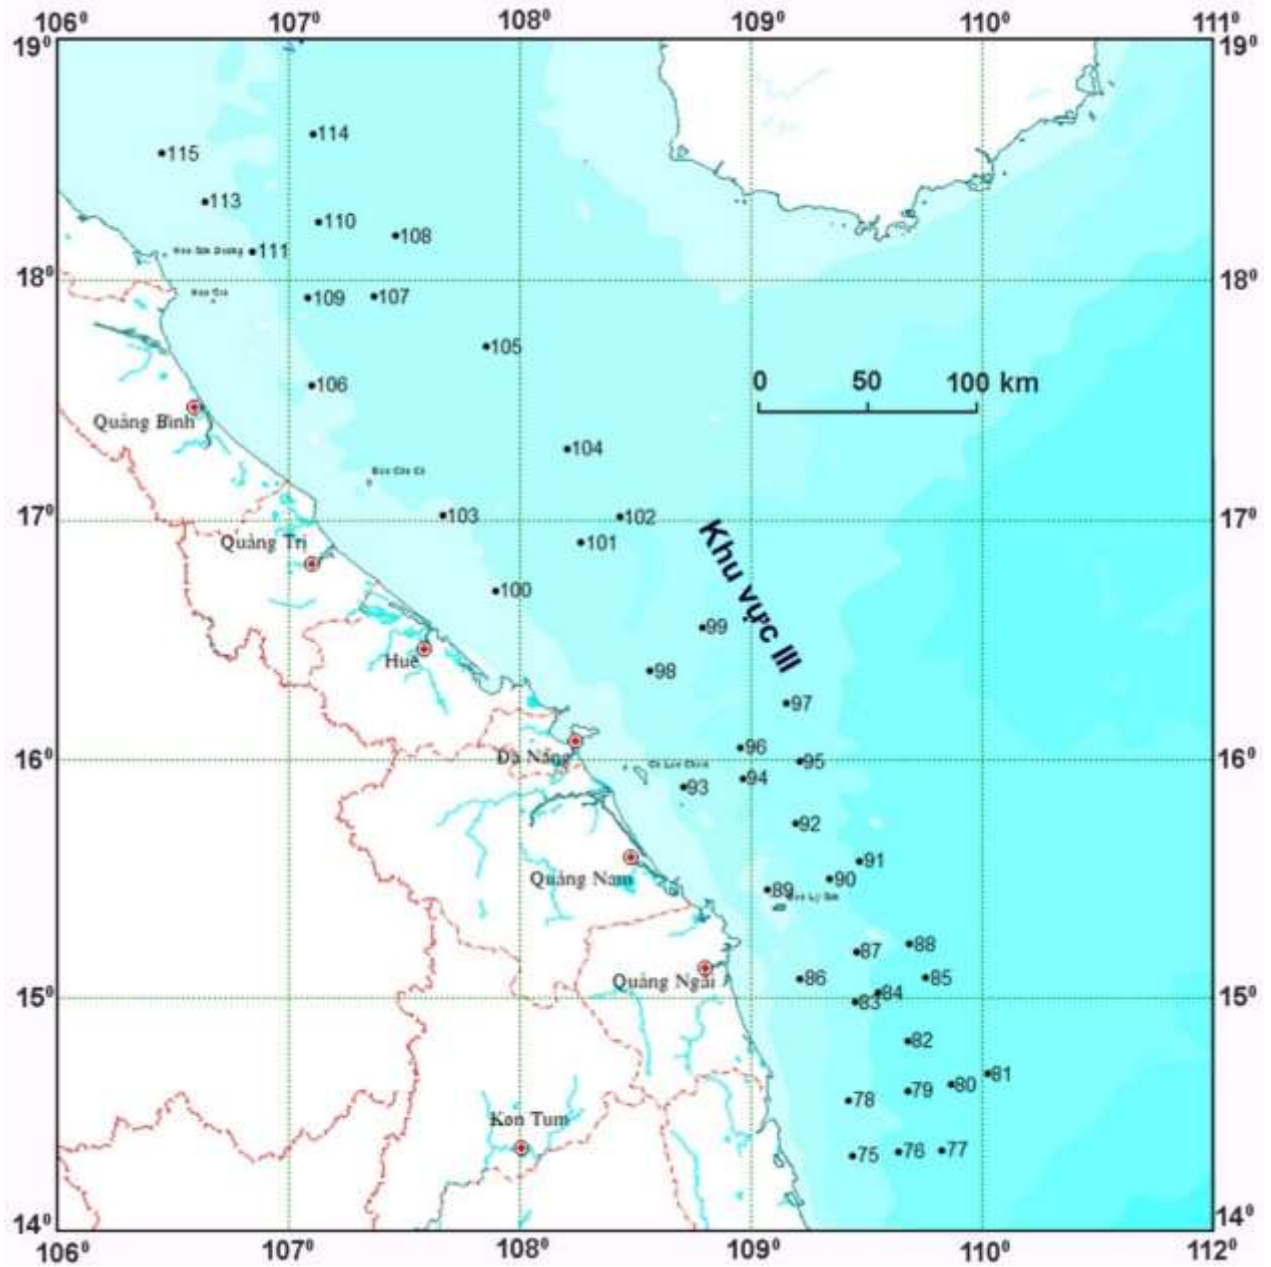 106⁰ 107⁰ 108⁰ 109⁰ 110⁰ 111⁰
19⁰ 19⁰
114
115
113
110
108
111
18⁰ 18⁰
109
107
105
0 50 100 km
106
Quảng Bình
104
17⁰ 103 102 17⁰
Quảng Trị
101
Khu vực III
100
99
Huế
98
97
96
Đà Nẵng
16⁰ 95 16⁰
94
93
92
91
Quảng Nam
90
89
88
87
Quảng Ngãi
86
85
84
15⁰ 83 15⁰
82
81
80
79
78
Kon Tum
77
76
75
14⁰ 14⁰
106⁰ 107⁰ 108⁰ 109⁰ 110⁰ 112⁰